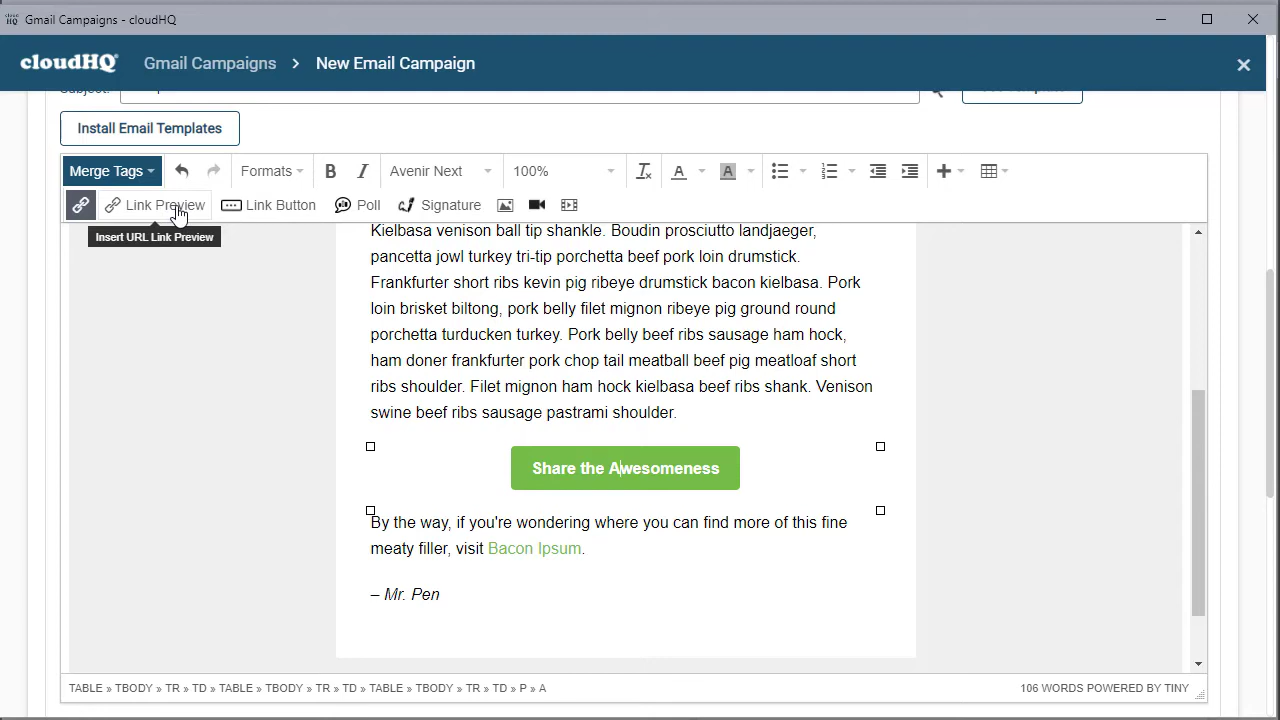 Gmail Campaigns - cloudHQ
cloudHQ Gmail Campaigns > New Email Campaign
Subject:
Install Email Templates
Merge Tags Formats B I Avenir Next 100% A A
Link Preview Link Button Poll Signature
Insert URL Link Preview
Kielbasa venison ball tip shankle. Boudin prosciutto landjaeger,
pancetta jowl turkey tri-tip porchetta beef pork loin drumstick.
Frankfurter short ribs kevin pig ribeye drumstick bacon kielbasa. Pork
loin brisket biltong, pork belly filet mignon ribeye pig ground round
porchetta turducken turkey. Pork belly beef ribs sausage ham hock,
ham doner frankfurter pork chop tail meatball beef pig meatloaf short
ribs shoulder. Filet mignon ham hock kielbasa beef ribs shank. Venison
swine beef ribs sausage pastrami shoulder.
Share the Awesomeness
By the way, if you're wondering where you can find more of this fine
meaty filler, visit Bacon Ipsum.
– Mr. Pen
TABLE » TBODY » TR » TD » TABLE » TBODY » TR » TD » TABLE » TBODY » TR » TD » P » A 106 WORDS POWERED BY TINY